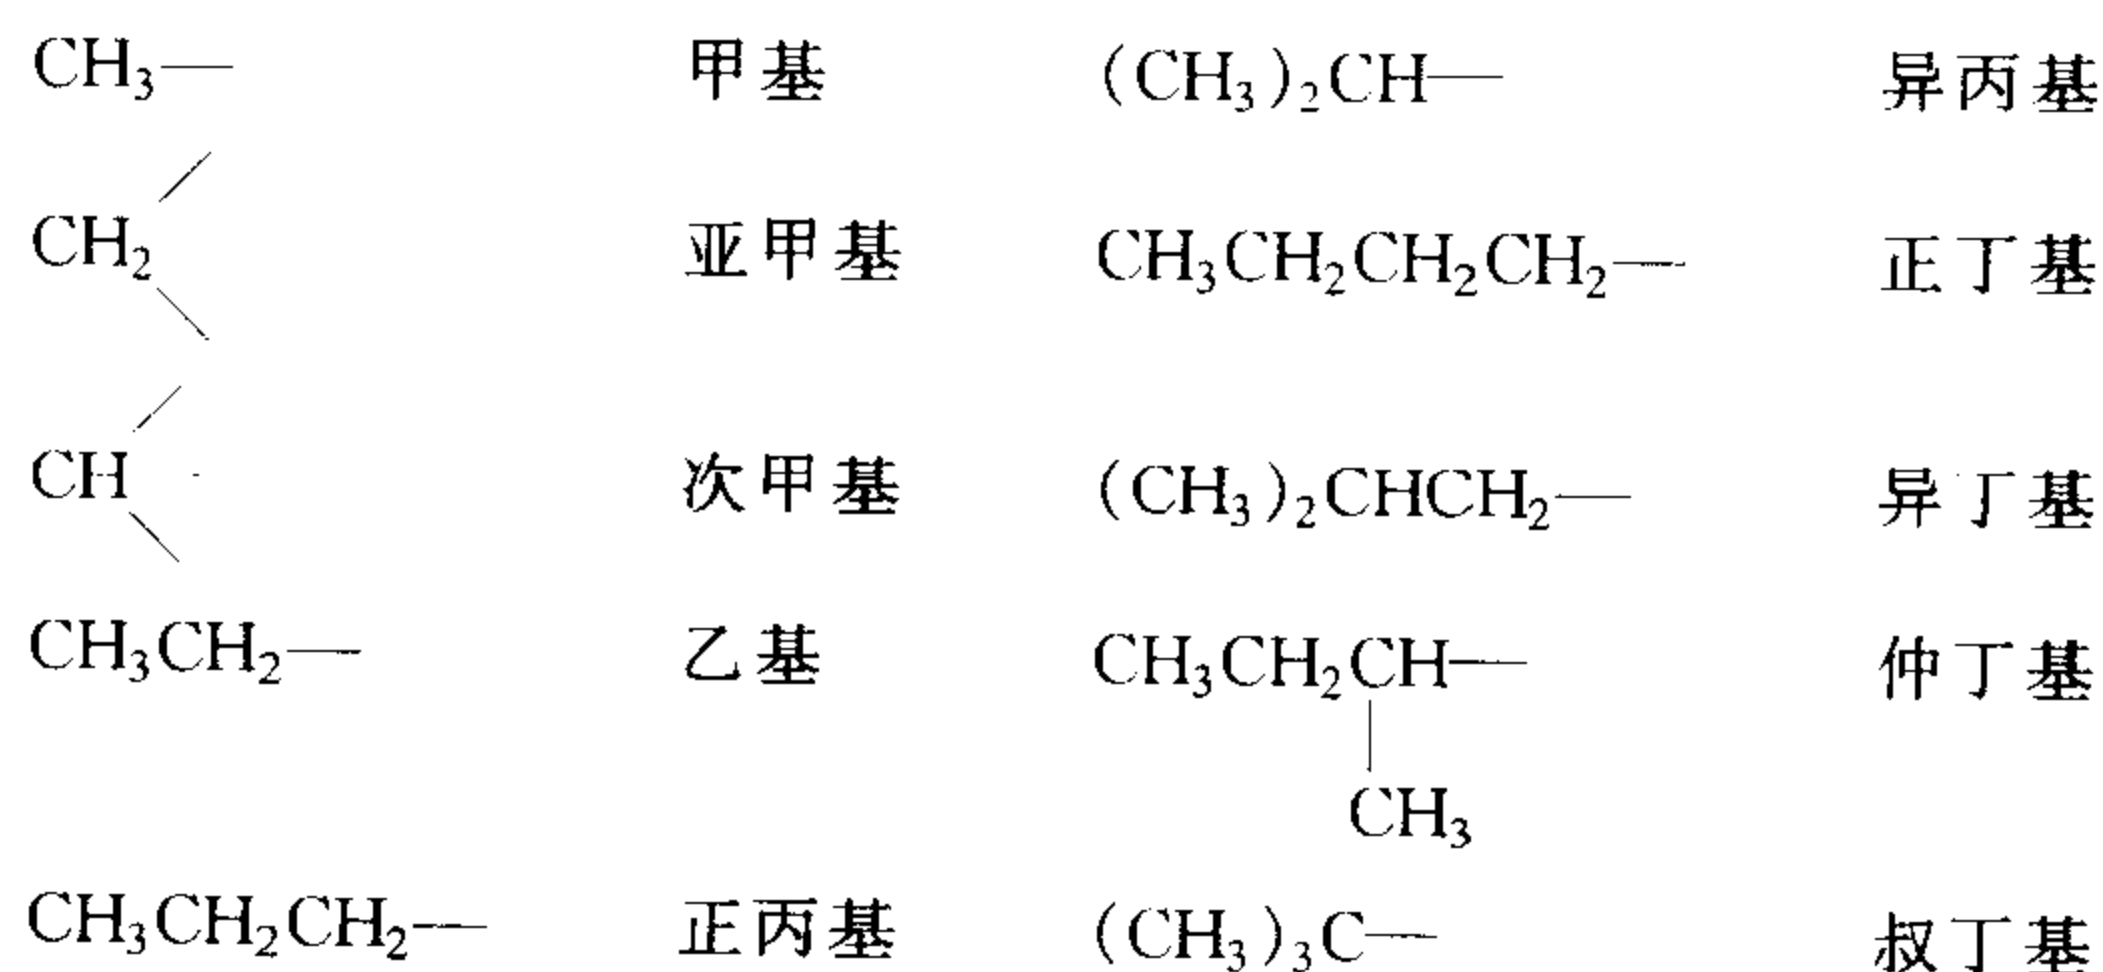 CH₃— 甲基 (CH₃)₂CH— 异丙基
CH₂ 亚甲基 CH₃CH₂CH₂CH₂— 正丁基
CH 次甲基 (CH₃)₂CHCH₂— 异丁基
CH₃CH₂— 乙基 CH₃CH₂CH— 仲丁基
CH₃
CH₃CH₂CH₂— 正丙基 (CH₃)₃C— 叔丁基